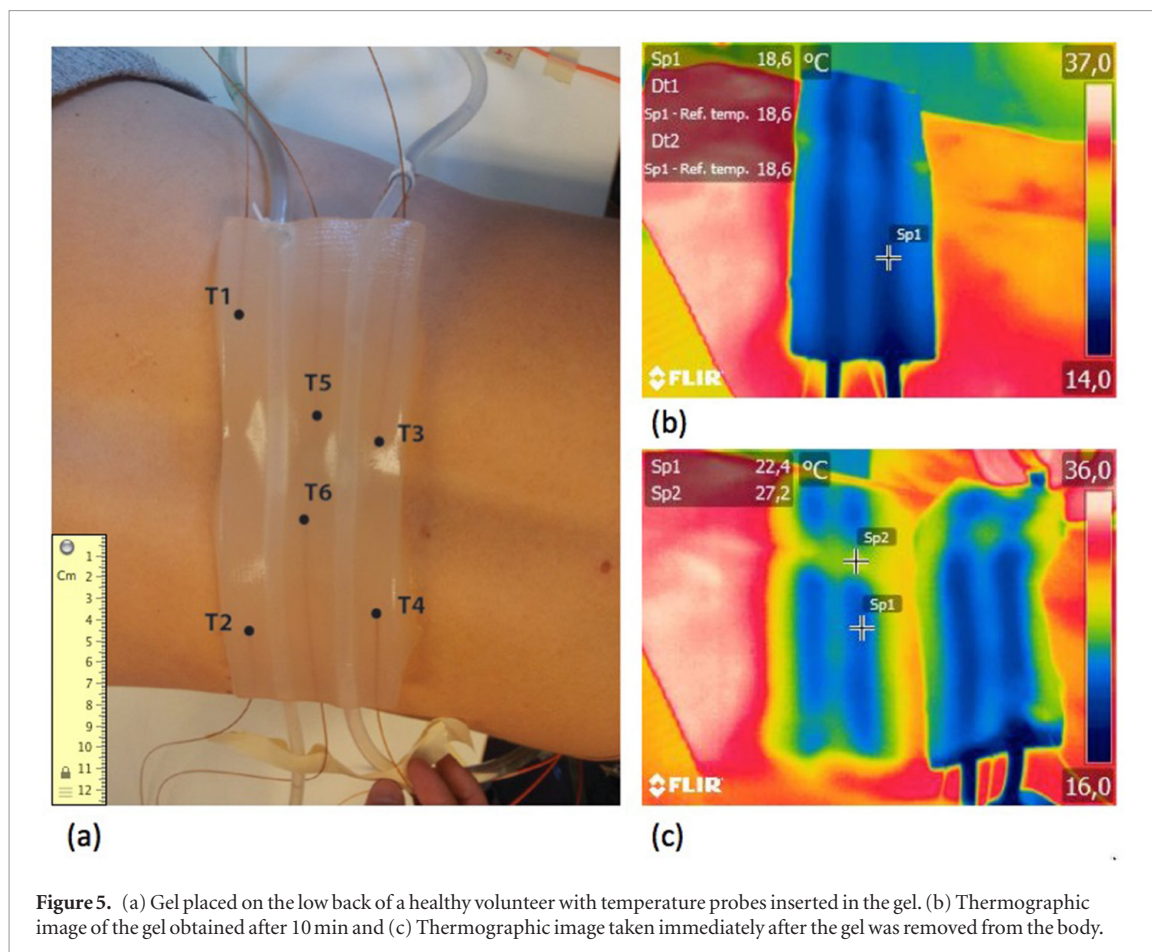 T1
T5
T3
T6
T2
T4
Cm
1
2
3
4
5
6
7
8
9
10
11
12
(a)
Sp1 18,6 °C
Dt1
Sp1 - Ref. temp. 18,6
Dt2
Sp1 - Ref. temp. 18,6
37,0
Sp1
14,0
FLIR
(b)
Sp1 22,4 °C
Sp2 27,2
36,0
Sp2
Sp1
16,0
FLIR
(c)
Figure 5. (a) Gel placed on the low back of a healthy volunteer with temperature probes inserted in the gel. (b) Thermographic
image of the gel obtained after 10 min and (c) Thermographic image taken immediately after the gel was removed from the body.